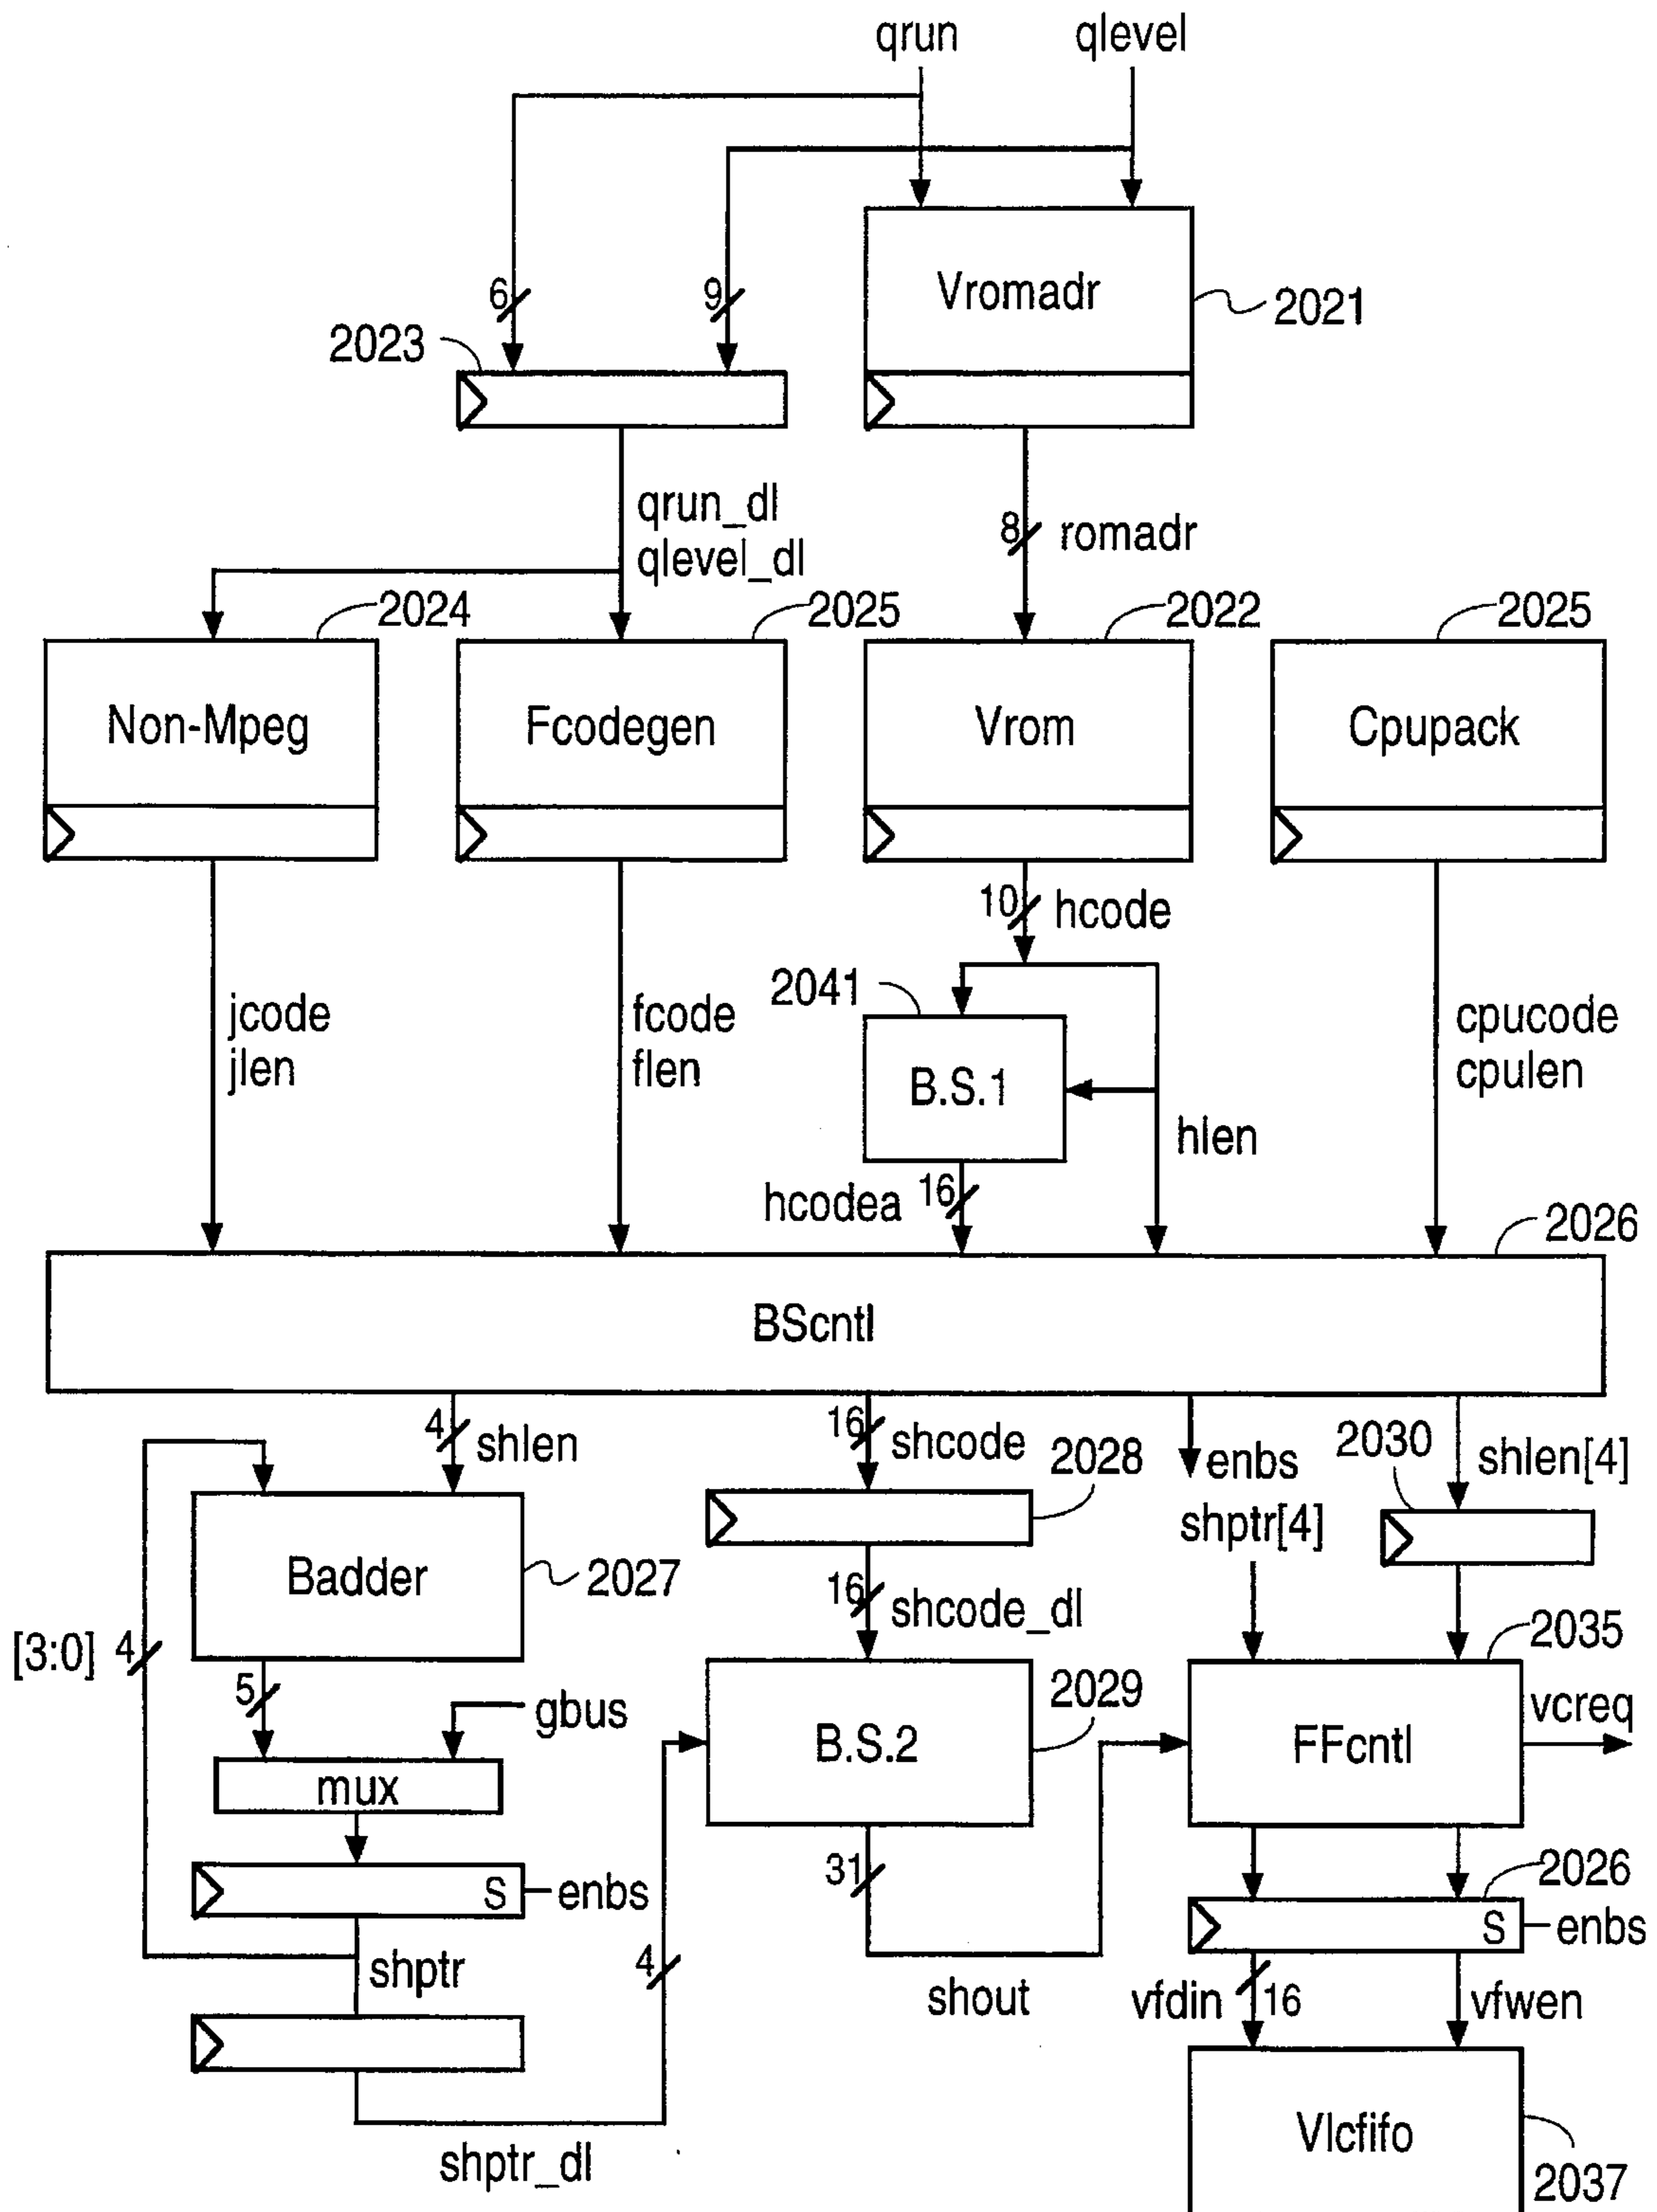 qrun
qlevel
6
9
Vromadr
2021
2023
qrun_dl
qlevel_dl
8
romadr
2024
2025
2022
2025
Non-Mpeg
Fcodegen
Vrom
Cpupack
10
hcode
2041
jcode
jlen
fcode
flen
B.S.1
cpucode
cpulen
hlen
hcodea
16
2026
BScntl
4
shlen
16
shcode
2028
enbs
2030
shlen[4]
shptr[4]
Badder
2027
16
shcode_dl
[3:0]
4
5
gbus
2035
2029
B.S.2
FFcntl
vcreq
mux
31
2026
S
enbs
S
enbs
shptr
4
shout
vfdin
16
vfwen
shptr_dl
Vlcfifo
2037